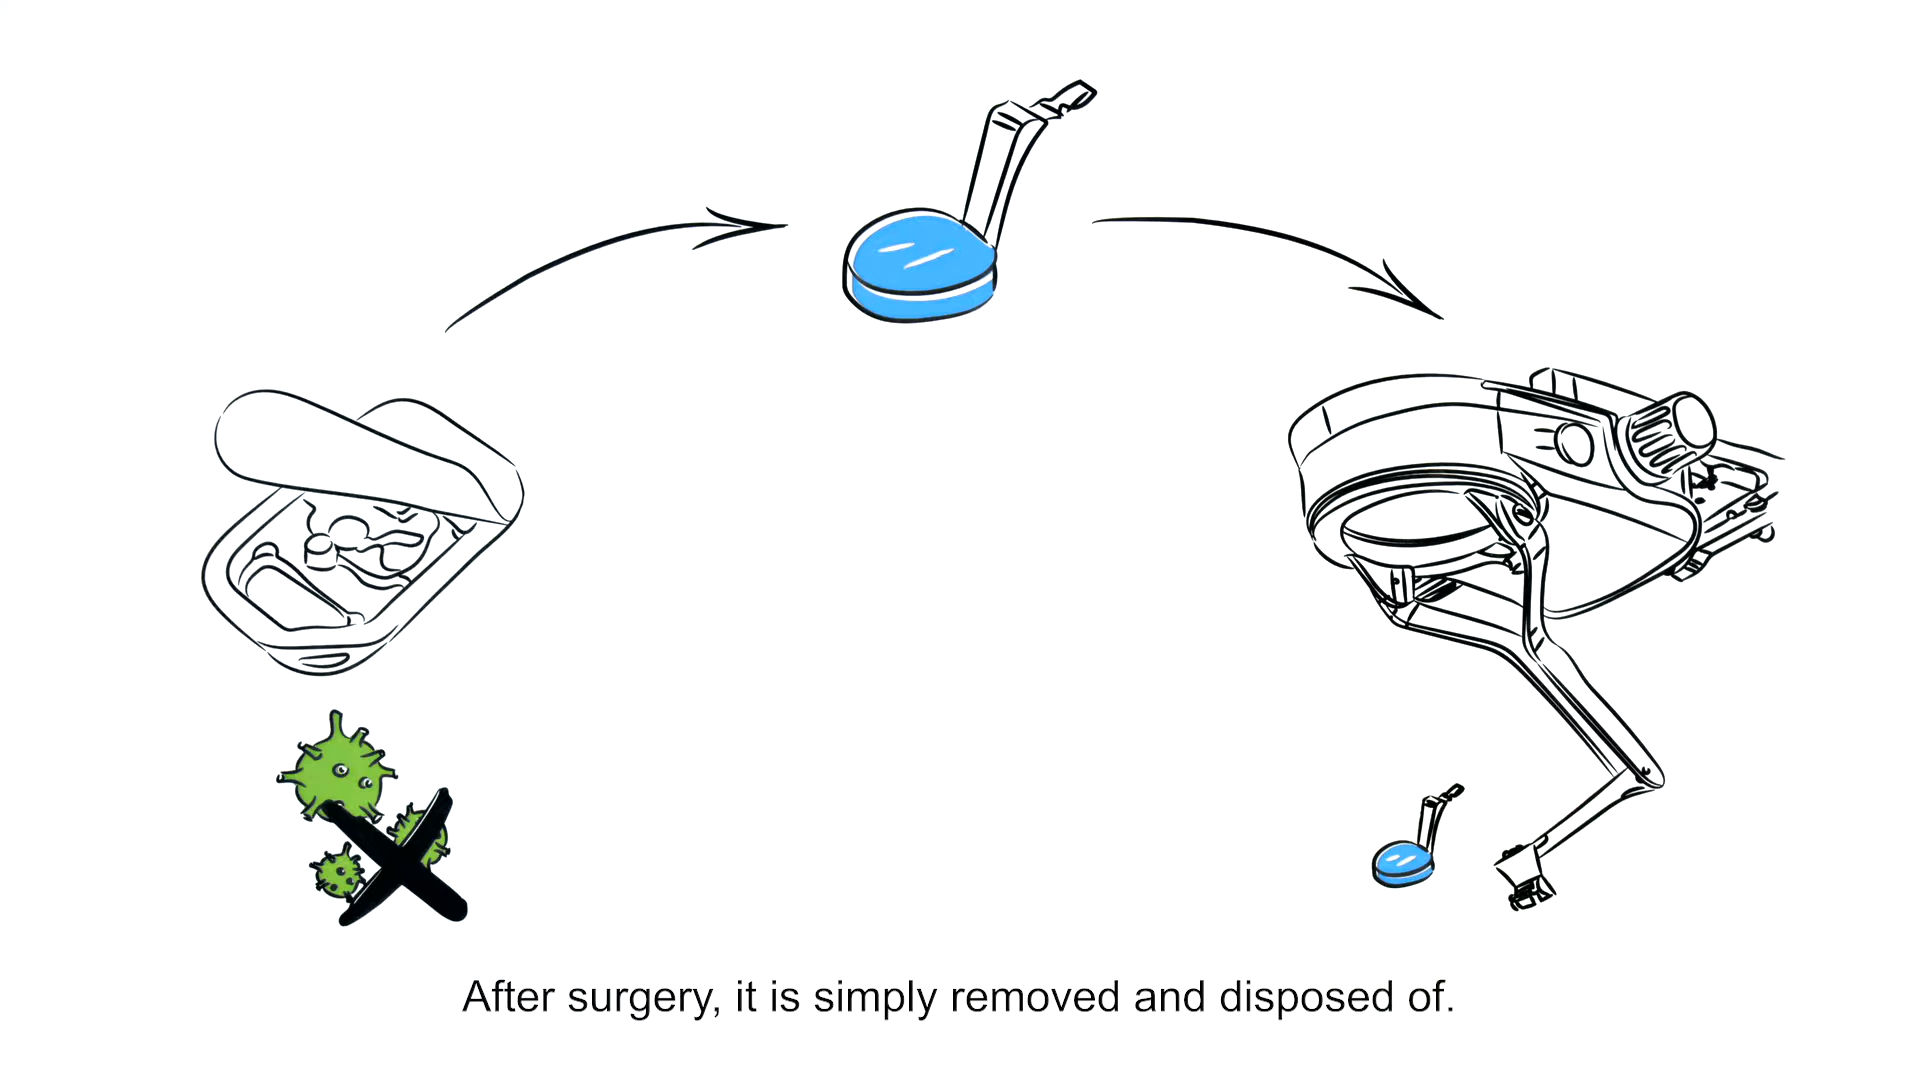 After surgery, it is simply removed and disposed of.